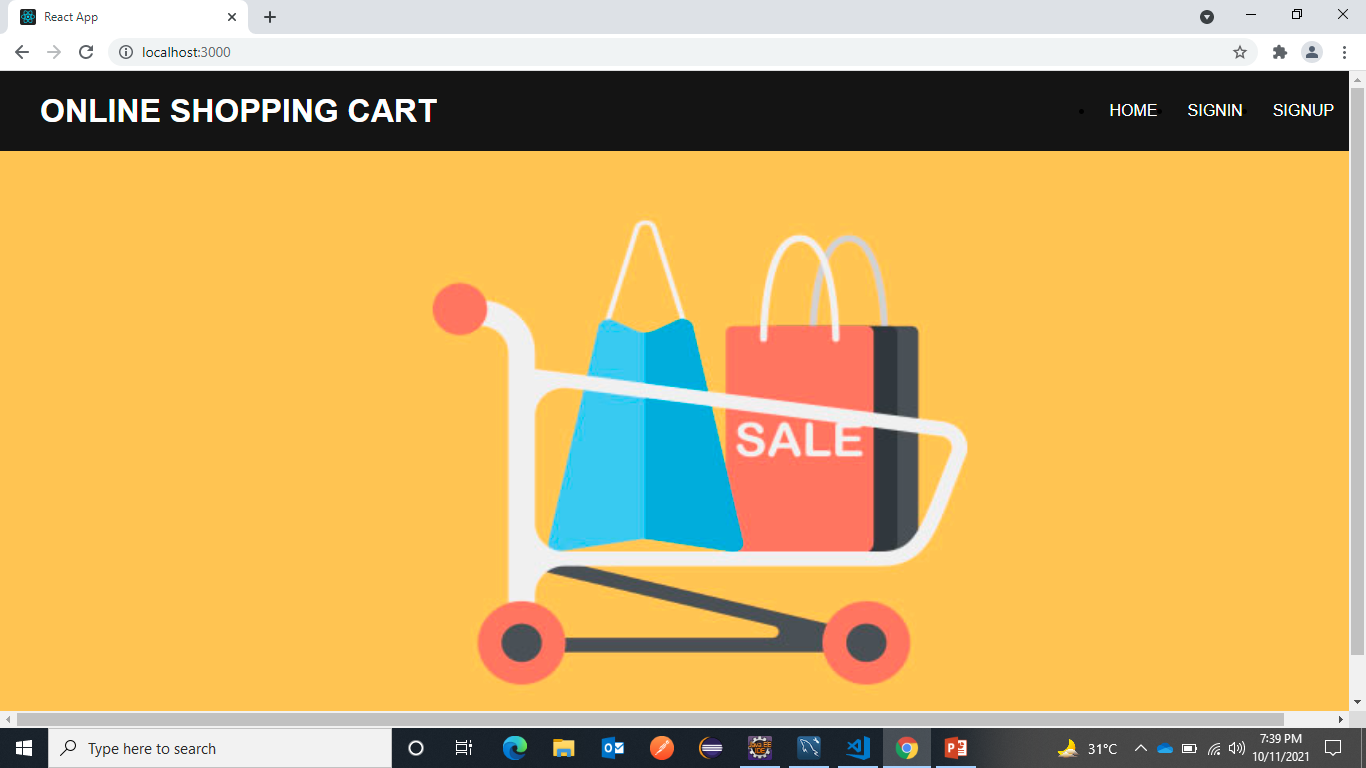 React App
localhost:3000
ONLINE SHOPPING CART
HOME SIGNIN SIGNUP
SALE
Type here to search
31°C
7:39 PM
10/11/2021